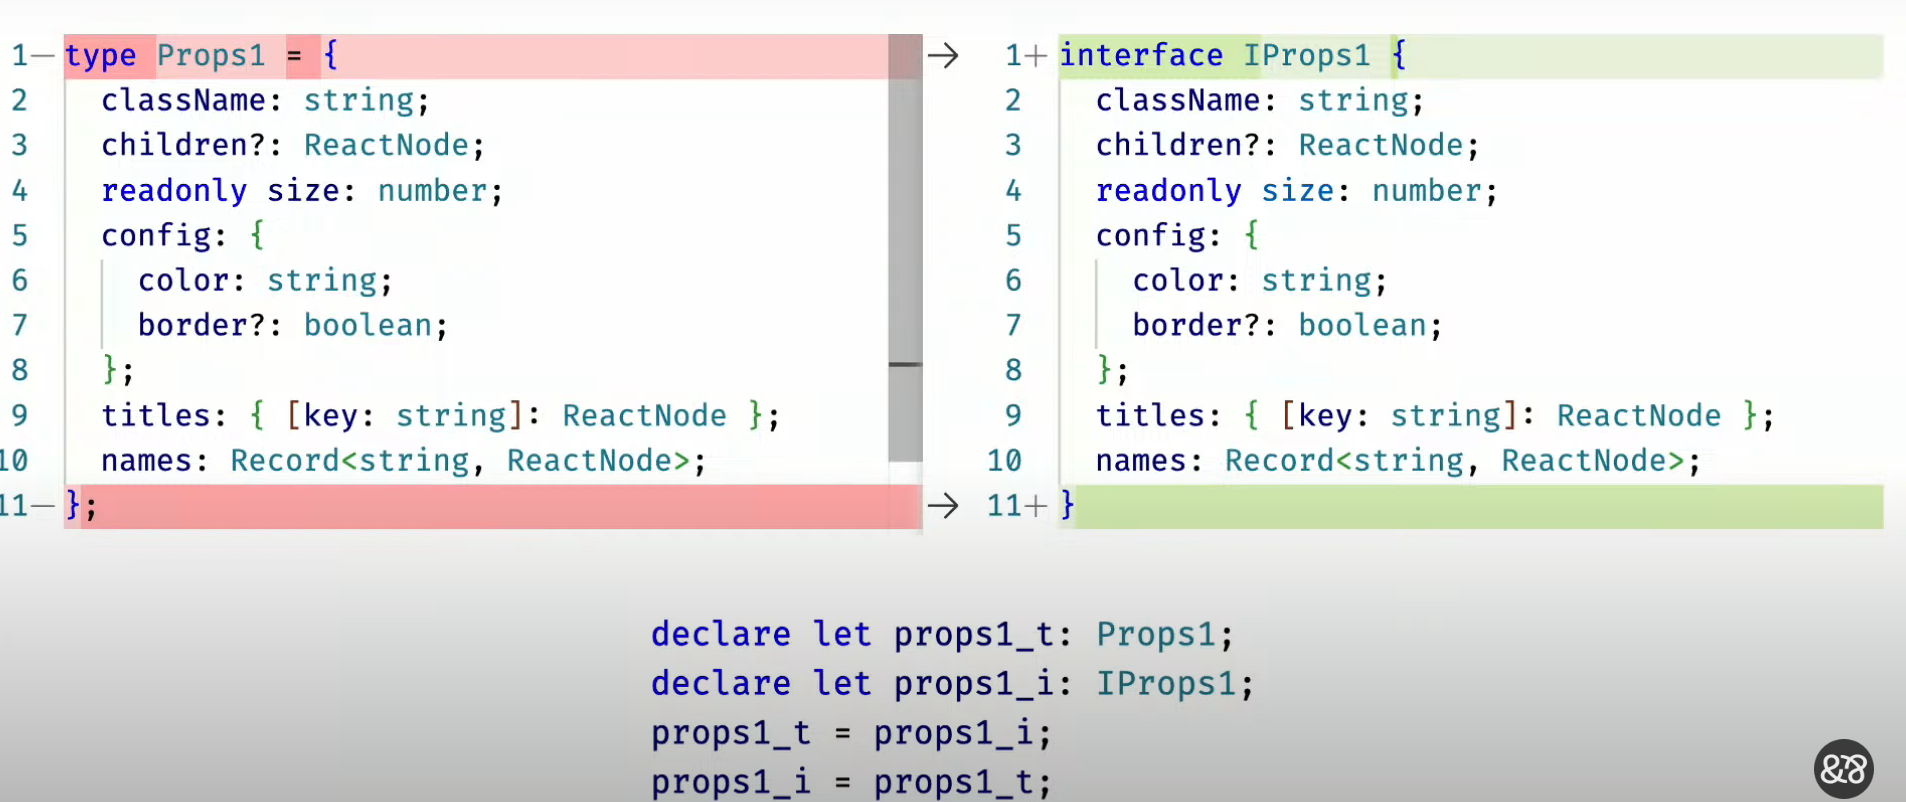 1— type Props1 = {
2 className: string;
3 children?: ReactNode;
4 readonly size: number;
5 config: {
6 color: string;
7 border?: boolean;
8 };
9 titles: { [key: string]: ReactNode };
10 names: Record<string, ReactNode>;
11— };
→ 1+ interface IProps1 {
2 className: string;
3 children?: ReactNode;
4 readonly size: number;
5 config: {
6 color: string;
7 border?: boolean;
8 };
9 titles: { [key: string]: ReactNode };
10 names: Record<string, ReactNode>;
→ 11+ }
declare let props1_t: Props1;
declare let props1_i: IProps1;
props1_t = props1_i;
props1_i = props1_t;